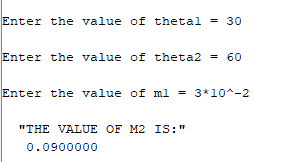 Enter the value of theta1 = 30
Enter the value of theta2 = 60
Enter the value of m1 = 3*10^-2
"THE VALUE OF M2 IS:"
0.0900000